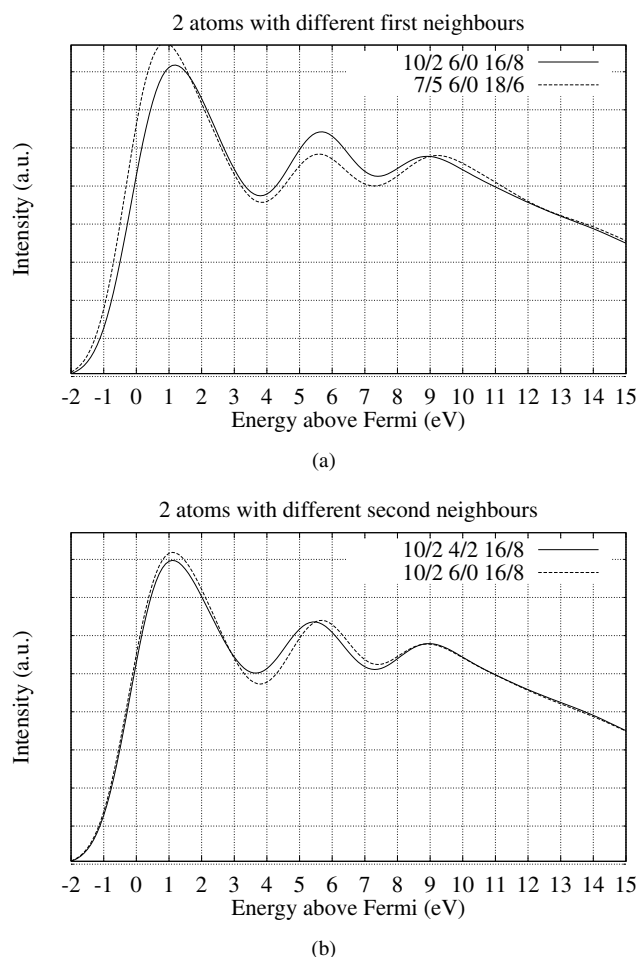 2 atoms with different first neighbours
10/2 6/0 16/8
7/5 6/0 18/6
Intensity (a.u.)
-2 -1 0 1 2 3 4 5 6 7 8 9 10 11 12 13 14 15
Energy above Fermi (eV)
(a)
2 atoms with different second neighbours
10/2 4/2 16/8
10/2 6/0 16/8
Intensity (a.u.)
-2 -1 0 1 2 3 4 5 6 7 8 9 10 11 12 13 14 15
Energy above Fermi (eV)
(b)